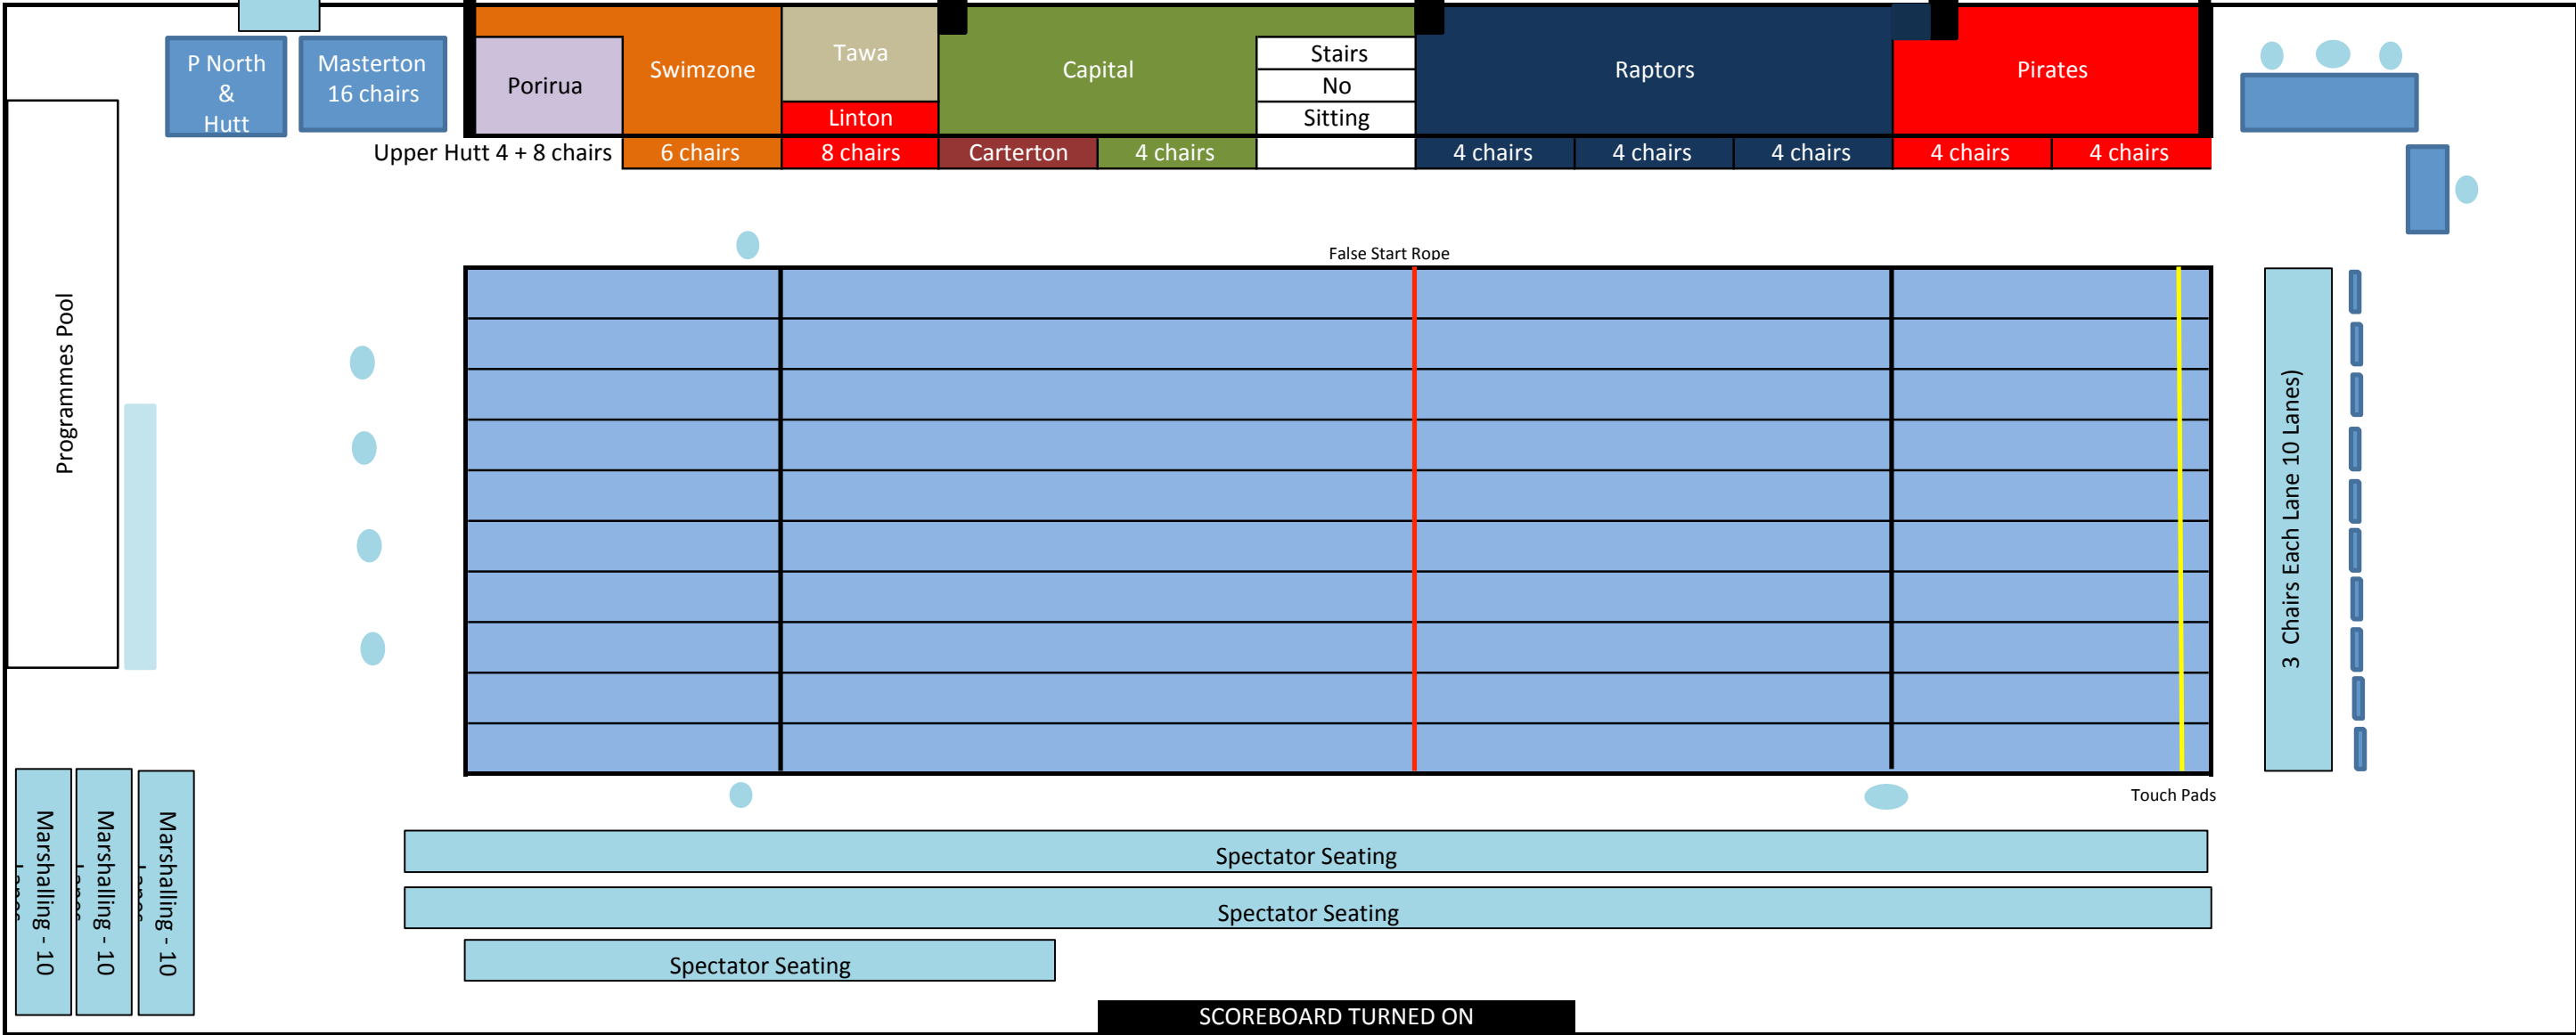 P North
&
Hutt
Masterton
16 chairs
Porirua
Swimzone
Tawa
Linton
Capital
Stairs
No
Sitting
Raptors
Pirates
Upper Hutt 4 + 8 chairs
6 chairs
8 chairs
Carterton
4 chairs
4 chairs
4 chairs
4 chairs
4 chairs
4 chairs
False Start Rope
Programmes Pool
3 Chairs Each Lane 10 Lanes)
Touch Pads
Marshalling - 10
Marshalling - 10
Marshalling - 10
Spectator Seating
Spectator Seating
Spectator Seating
SCOREBOARD TURNED ON